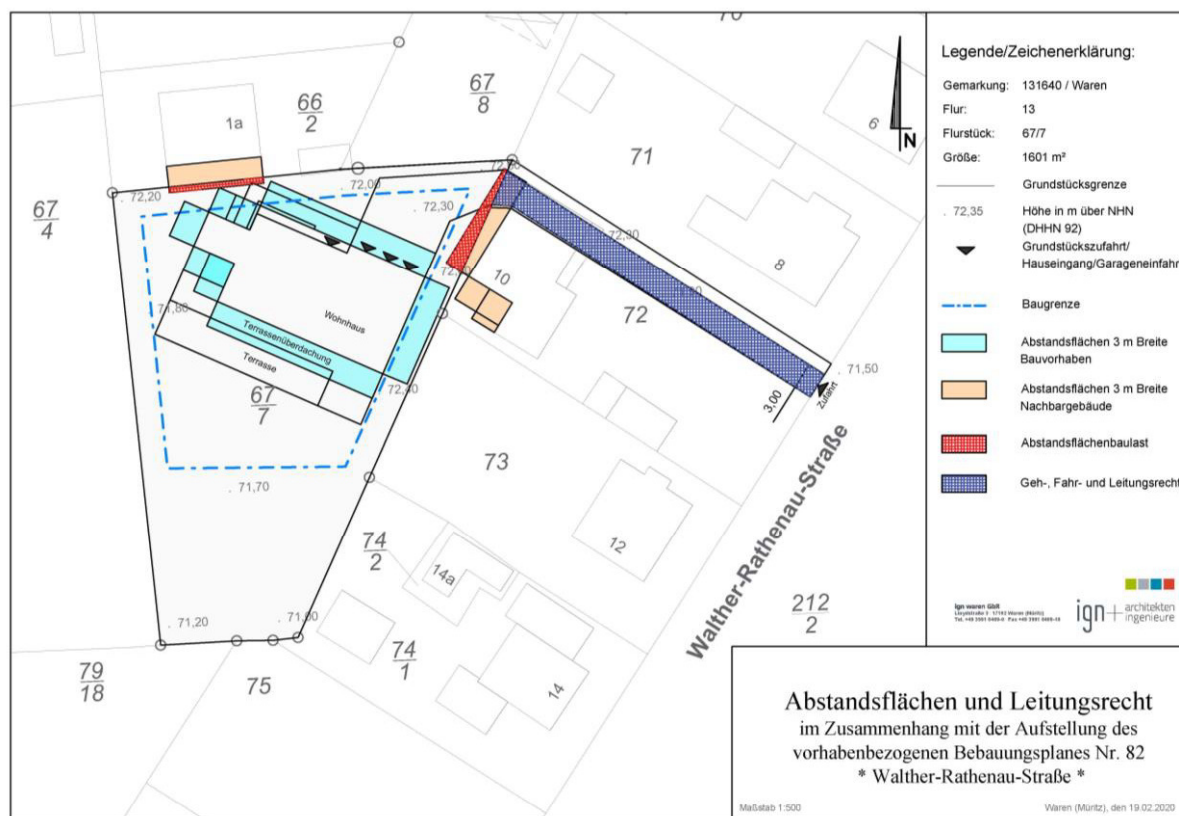 66
2
1a
67
8
71
6
. 72,20
72,00
. 72,30
67
4
8
10
72
Wohnhaus
71,80
Terrassenüberdachung
Terrasse
67
7
3,00
Zufahrt
. 71,50
73
. 71,70
12
74
2
14a
Walther-Rathenau-Straße
212
2
. 71,20
. 71,00
79
18
75
74
1
14
Legende/Zeichenerklärung:
Gemarkung: 131640 / Waren
Flur: 13
Flurstück: 67/7
Größe: 1601 m²
Grundstücksgrenze
. 72,35 Höhe in m über NHN
(DHHN 92)
Grundstückszufahrt/
Hauseingang/Garageneinfahrt
Baugrenze
Abstandsflächen 3 m Breite
Bauvorhaben
Abstandsflächen 3 m Breite
Nachbargebäude
Abstandsflächenbaulast
Geh-, Fahr- und Leitungsrecht
N
ign waren GbR
ign+ architekten
ingenieure
Abstandsflächen und Leitungsrecht
im Zusammenhang mit der Aufstellung des
vorhabenbezogenen Bebauungsplanes Nr. 82
* Walther-Rathenau-Straße *
Maßstab 1:500
Waren (Müritz), den 19.02.2020